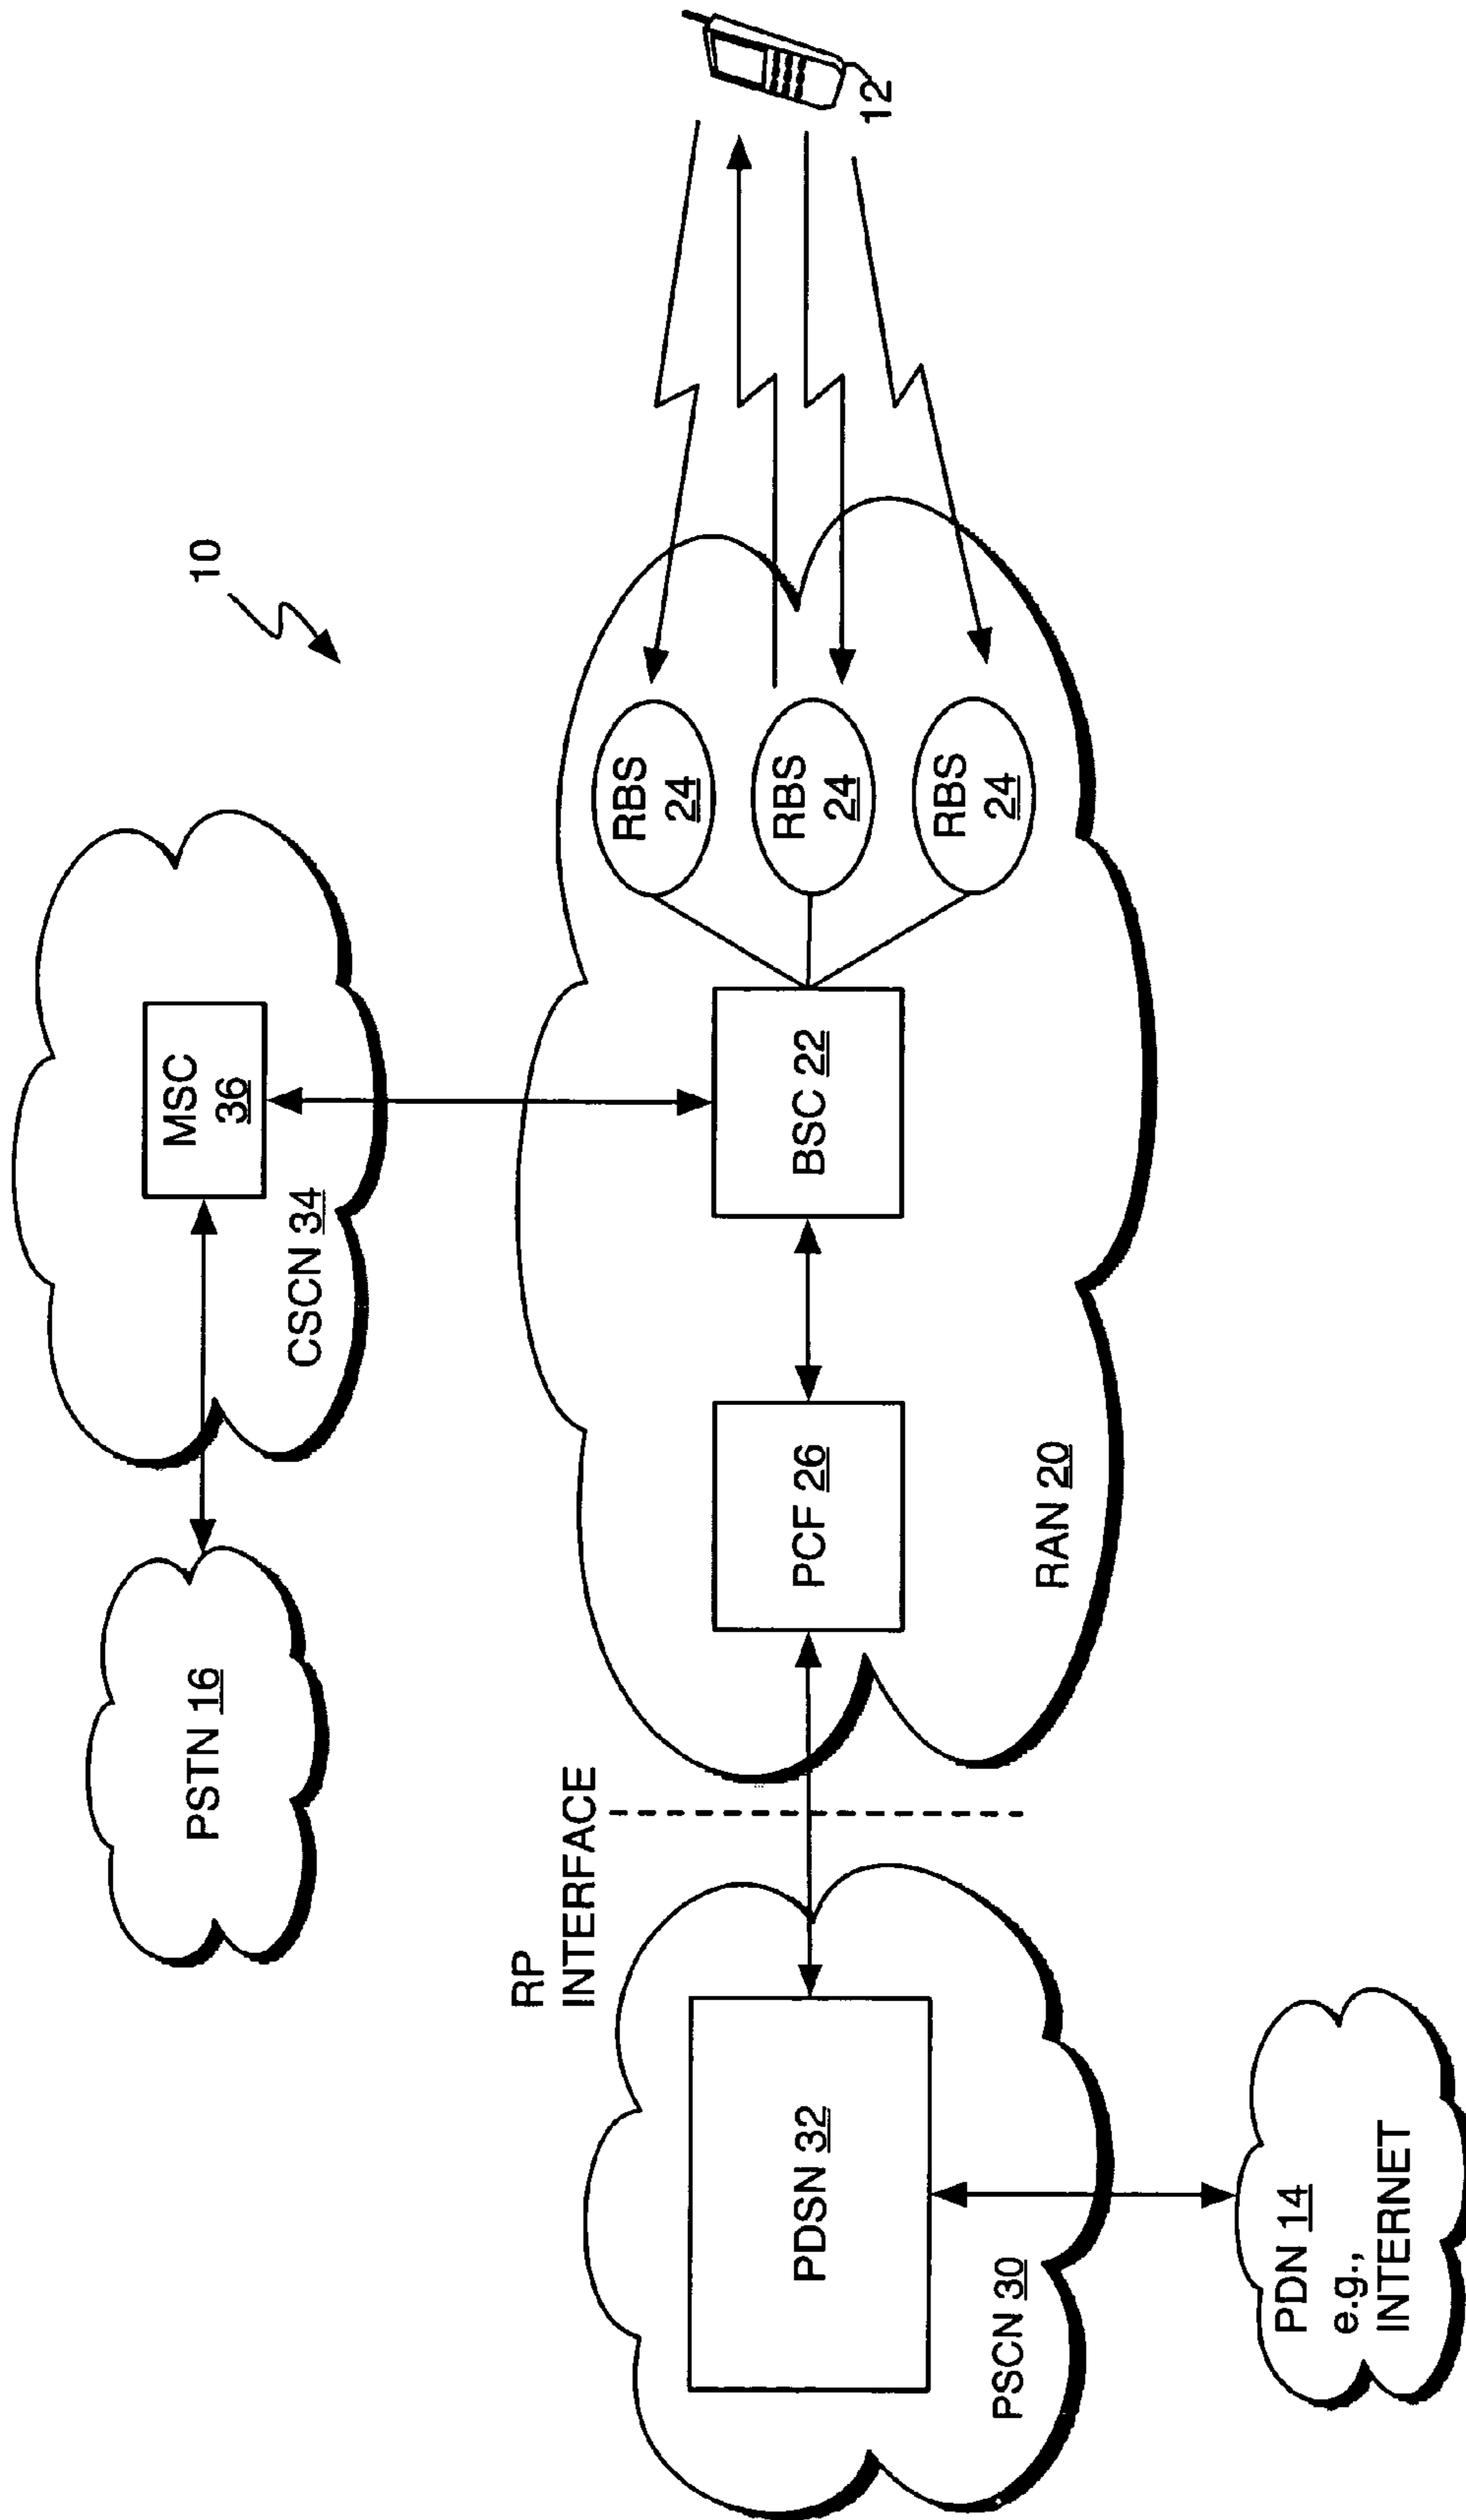 10
PSTN 16
MSC
36
CSCN 34
RP
INTERFACE
12
RBS
24
RBS
24
RBS
24
PDSN 32
PCF 26
BSC 22
PSCN 30
RAN 20
PDN 14
e.g.,
INTERNET